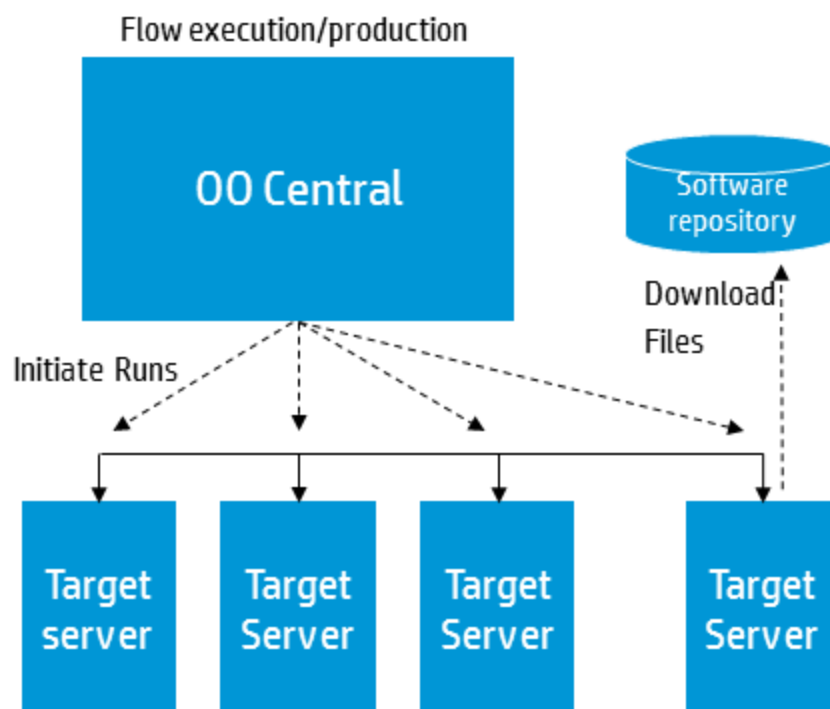 Flow execution/production
OO Central
Software
repository
Download
Files
Initiate Runs
Target
server
Target
Server
Target
Server
Target
Server